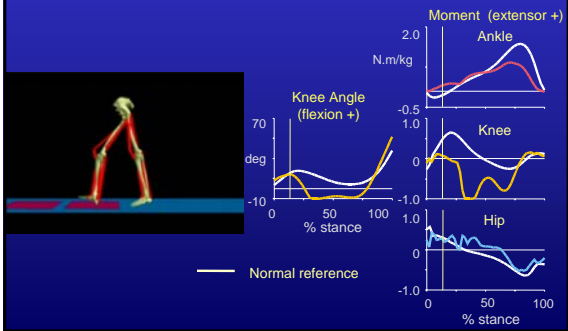 Moment (extensor +)
2.0
Ankle
N.m/kg
-0.5
Knee Angle
(flexion +)
70
deg
-10
0
50
100
% stance
1.0
Knee
0
-1.0
1.0
Hip
0
-1.0
0
50
100
% stance
Normal reference